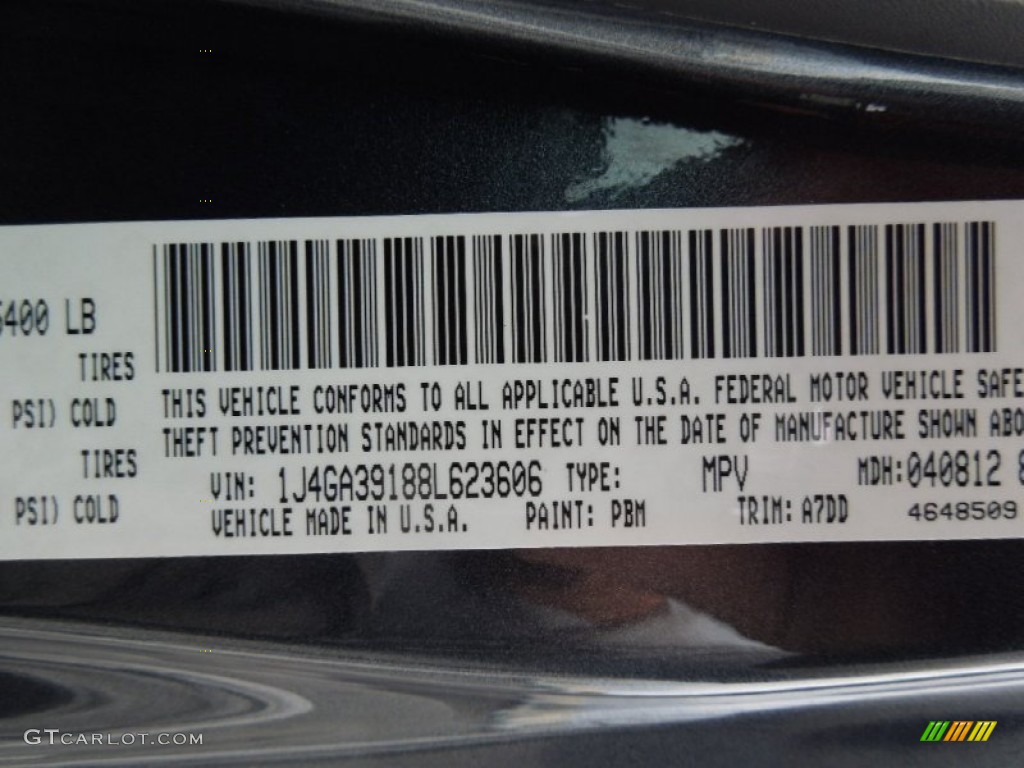 400 LB
TIRES
PSI) COLD
TIRES
PSI) COLD
THIS VEHICLE CONFORMS TO ALL APPLICABLE U.S.A. FEDERAL MOTOR VEHICLE SAFE
THEFT PREVENTION STANDARDS IN EFFECT ON THE DATE OF MANUFACTURE SHOWN ABO
VIN: 1J4GA39188L623606 TYPE: MPV MDH:040812 8
VEHICLE MADE IN U.S.A. PAINT: PBM TRIM: A7DD 4648509
GTCARLOT.COM